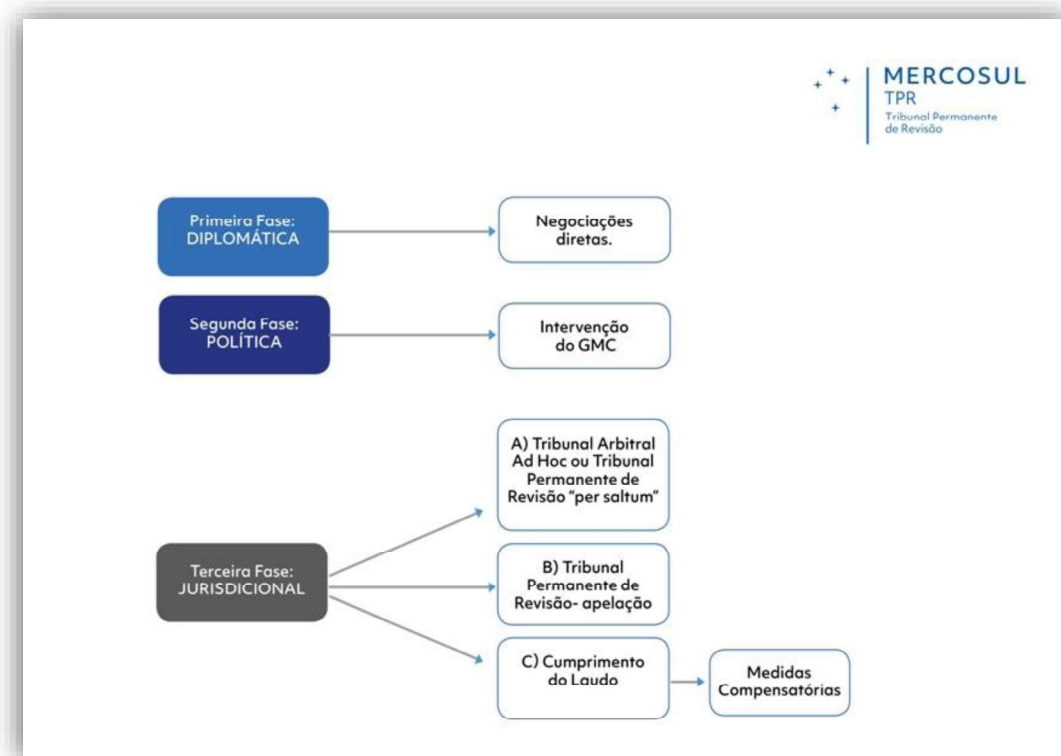 MERCOSUL
TPR
Tribunal Permanente
de Revisão
Primeira Fase:
DIPLOMÁTICA
Negociações
diretas.
Segunda Fase:
POLÍTICA
Intervenção
do GMC
Terceira Fase:
JURISDICIONAL
A) Tribunal Arbitral
Ad Hoc ou Tribunal
Permanente de
Revisão “per saltum”
B) Tribunal
Permanente de
Revisão- apelação
C) Cumprimento
do Laudo
Medidas
Compensatórias